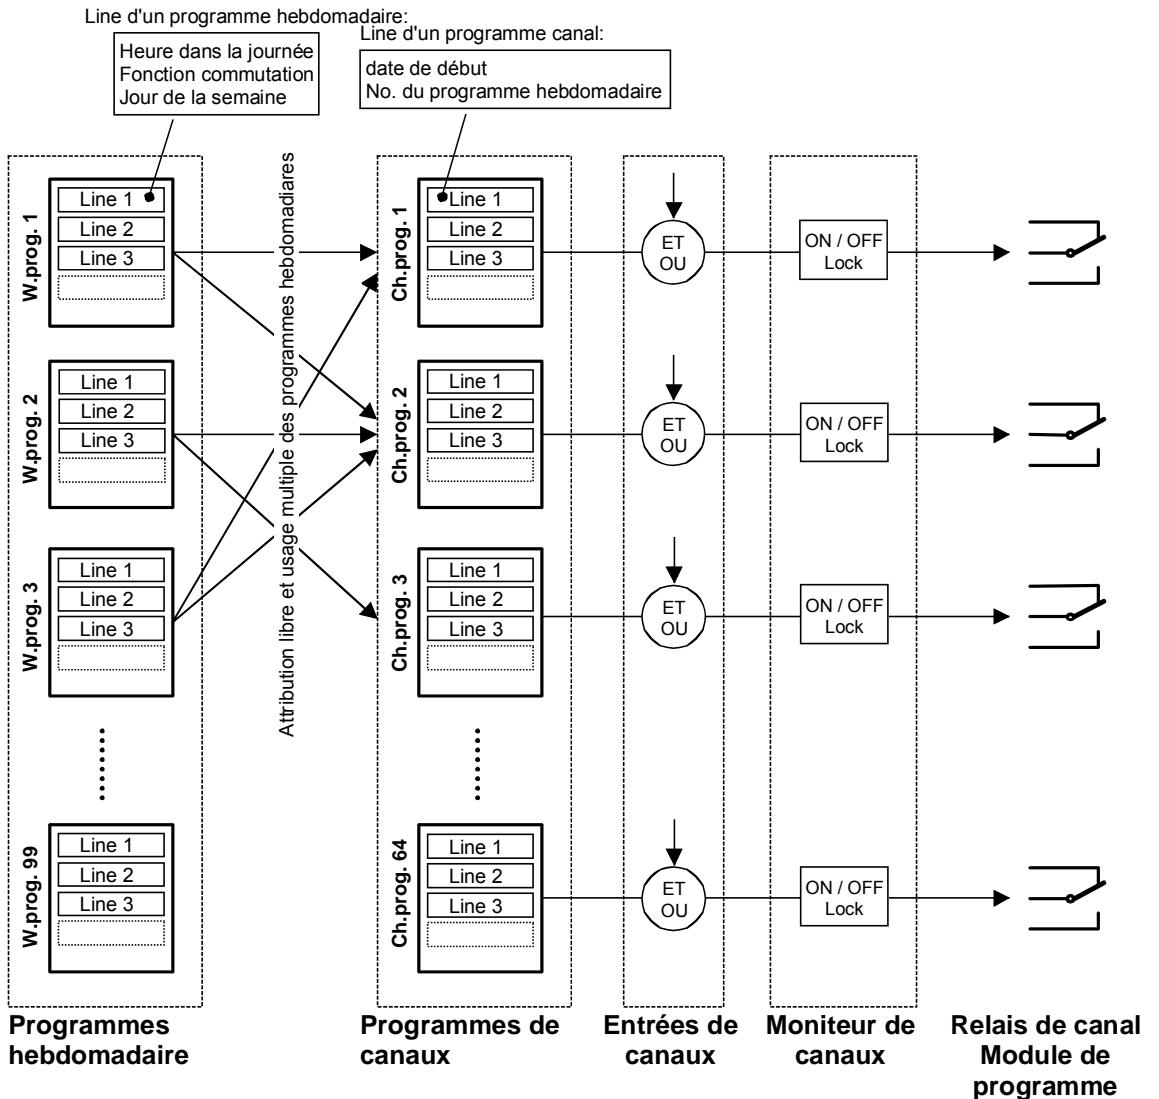 Line d'un programme hebdomadaire:
Heure dans la journée
Fonction commutation
Jour de la semaine
Line d'un programme canal:
date de début
No. du programme hebdomadaire
W.prog. 1
Line 1
Line 2
Line 3
W.prog. 2
Line 1
Line 2
Line 3
W.prog. 3
Line 1
Line 2
Line 3
W.prog. 99
Line 1
Line 2
Line 3
Attribution libre et usage multiple des programmes hebdomadiares
Ch.prog. 1
Line 1
Line 2
Line 3
Ch.prog. 2
Line 1
Line 2
Line 3
Ch.prog. 3
Line 1
Line 2
Line 3
Ch.prog. 64
Line 1
Line 2
Line 3
ET
OU
ET
OU
ET
OU
ET
OU
ON / OFF
Lock
ON / OFF
Lock
ON / OFF
Lock
ON / OFF
Lock
Programmes
hebdomadaire
Programmes de
canaux
Entrées de
canaux
Moniteur de
canaux
Relais de canal
Module de
programme